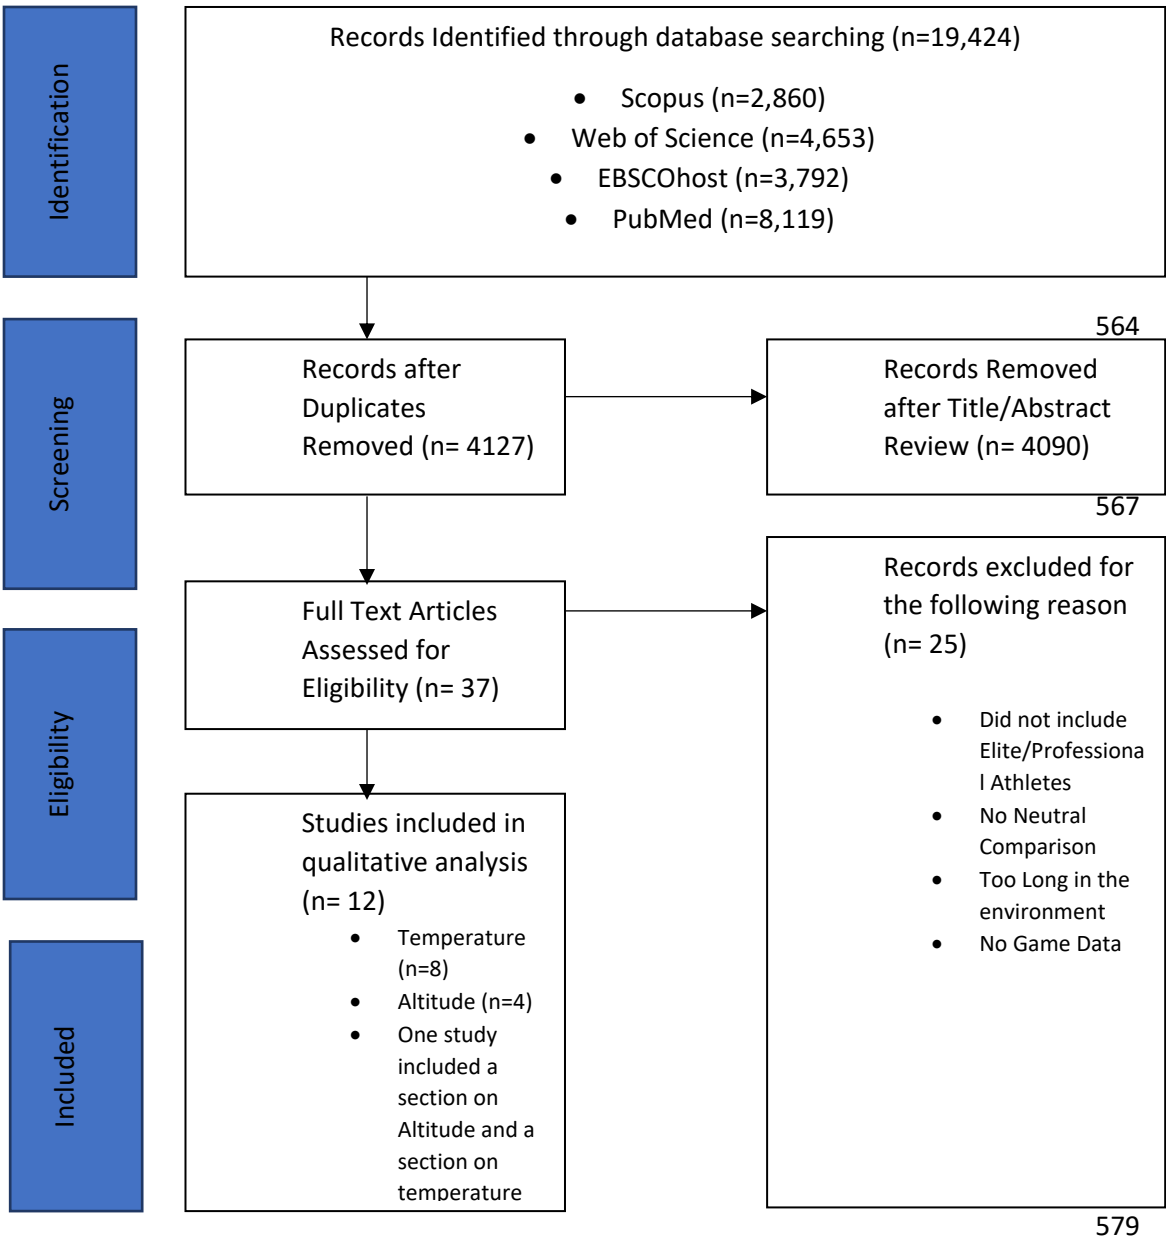 Identification
Records Identified through database searching (n=19,424)
• Scopus (n=2,860)
• Web of Science (n=4,653)
• EBSCOhost (n=3,792)
• PubMed (n=8,119)
564
Screening
Records after
Duplicates
Removed (n= 4127)
Records Removed
after Title/Abstract
Review (n= 4090)
567
Eligibility
Full Text Articles
Assessed for
Eligibility (n= 37)
Records excluded for
the following reason
(n= 25)
• Did not include
Elite/Professiona
l Athletes
• No Neutral
Comparison
• Too Long in the
environment
• No Game Data
Included
Studies included in
qualitative analysis
(n= 12)
• Temperature
(n=8)
• Altitude (n=4)
• One study
included a
section on
Altitude and a
section on
temperature
579